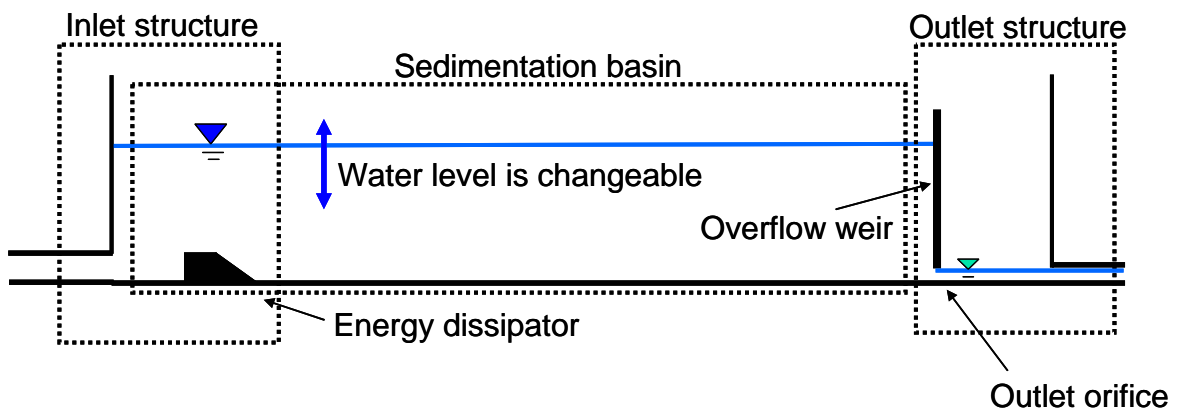 Inlet structure
Outlet structure
Sedimentation basin
Water level is changeable
Overflow weir
Energy dissipator
Outlet orifice